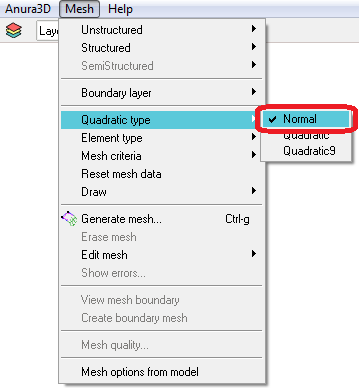 Anura3D Mesh Help
Unstructured
Structured
SemiStructured
Boundary layer
Quadratic type
Element type
Mesh criteria
Reset mesh data
Draw
Generate mesh... Ctrl-g
Erase mesh
Edit mesh
Show errors...
View mesh boundary
Create boundary mesh
Mesh quality...
Mesh options from model
Normal
Quadratic
Quadratic9